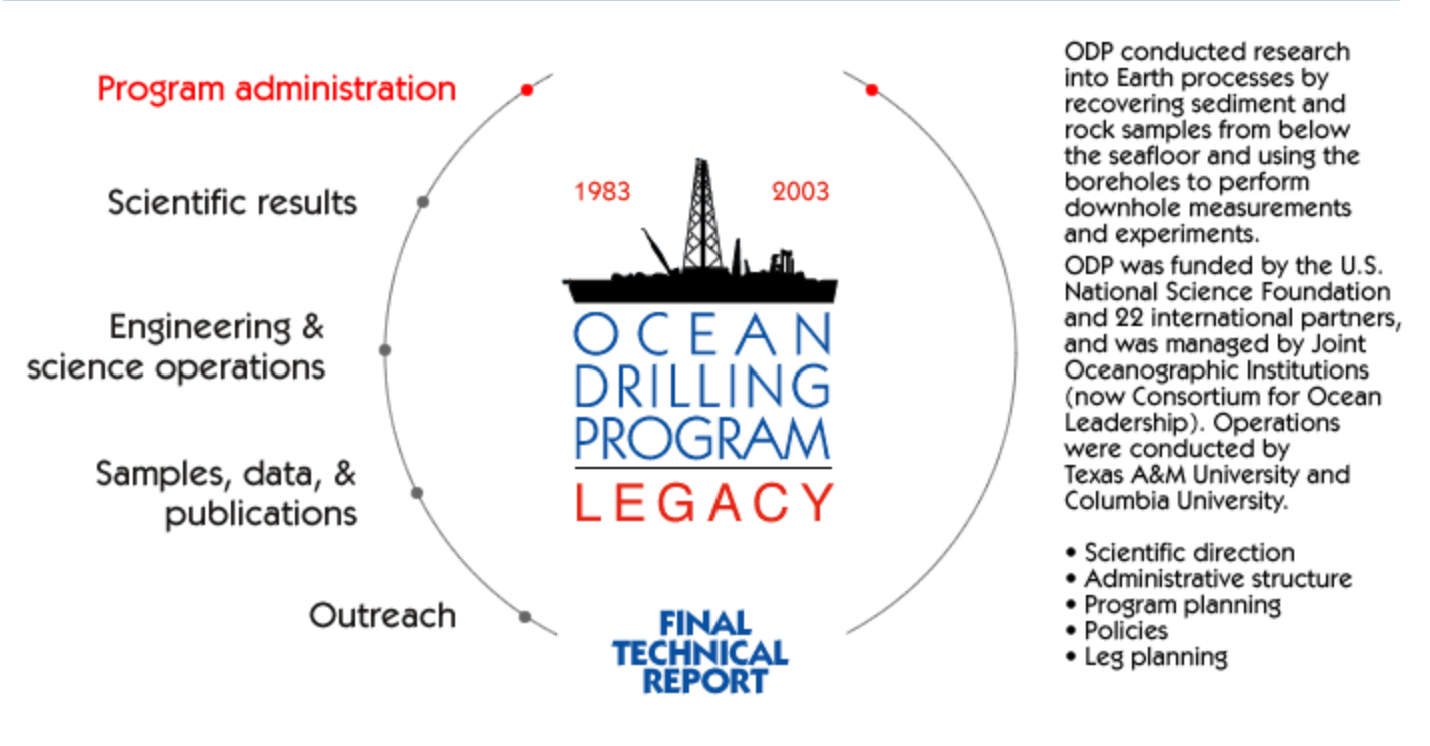 Program administration
Scientific results
Engineering &
science operations
Samples, data, &
publications
Outreach
1983
2003
OCEAN
DRILLING
PROGRAM
LEGACY
FINAL
TECHNICAL
REPORT
ODP conducted research
into Earth processes by
recovering sediment and
rock samples from below
the seafloor and using the
boreholes to perform
downhole measurements
and experiments.
ODP was funded by the U.S.
National Science Foundation
and 22 international partners,
and was managed by Joint
Oceanographic Institutions
(now Consortium for Ocean
Leadership). Operations
were conducted by
Texas A&M University and
Columbia University.
• Scientific direction
• Administrative structure
• Program planning
• Policies
• Leg planning